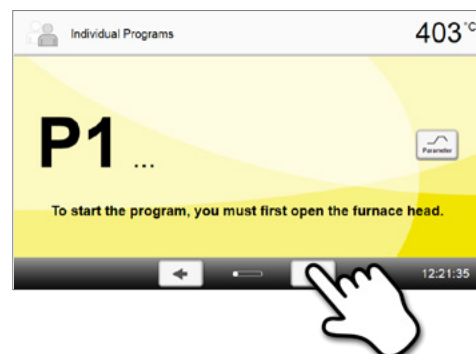 Individual Programs
403 °C
P1 ...
Parameter
To start the program, you must first open the furnace head.
12:21:35